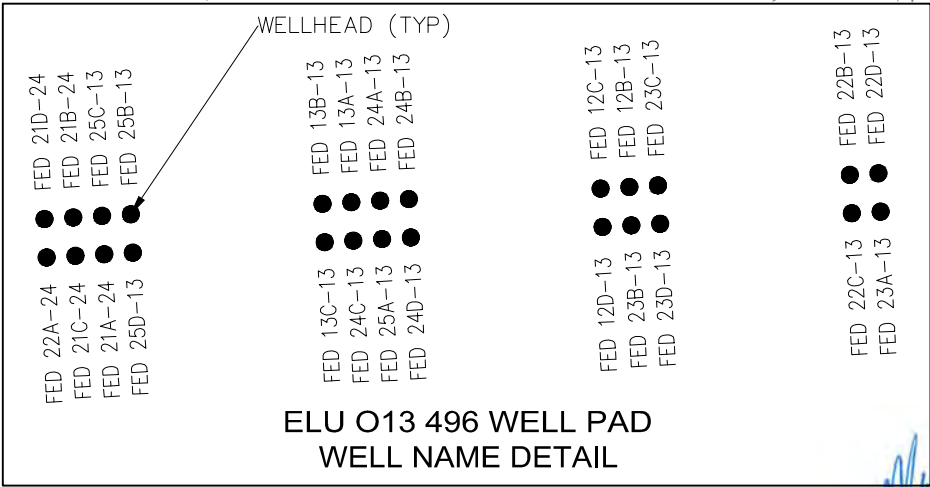 WELLHEAD (TYP)
FED 21D-24
FED 21B-24
FED 25C-13
FED 25B-13
FED 13B-13
FED 13A-13
FED 24A-13
FED 24B-13
FED 12C-13
FED 12B-13
FED 23C-13
FED 22B-13
FED 22D-13
FED 22A-24
FED 21C-24
FED 21A-24
FED 25D-13
FED 13C-13
FED 24C-13
FED 25A-13
FED 24D-13
FED 12D-13
FED 23B-13
FED 23D-13
FED 22C-13
FED 23A-13
ELU O13 496 WELL PAD
WELL NAME DETAIL